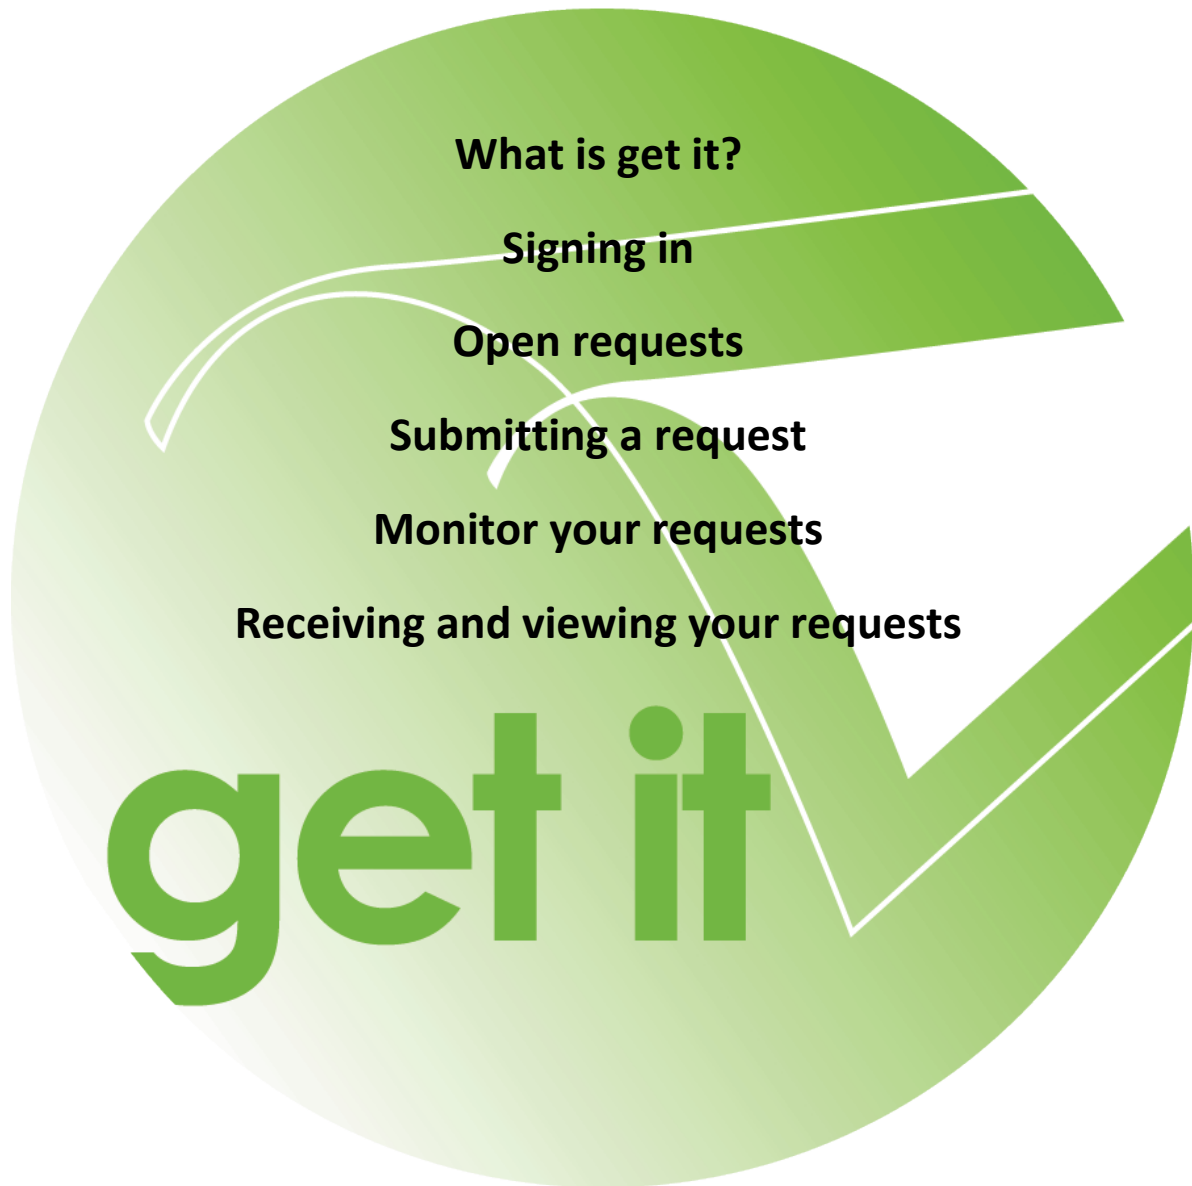 What is get it?
Signing in
Open requests
Submitting a request
Monitor your requests
Receiving and viewing your requests
get it